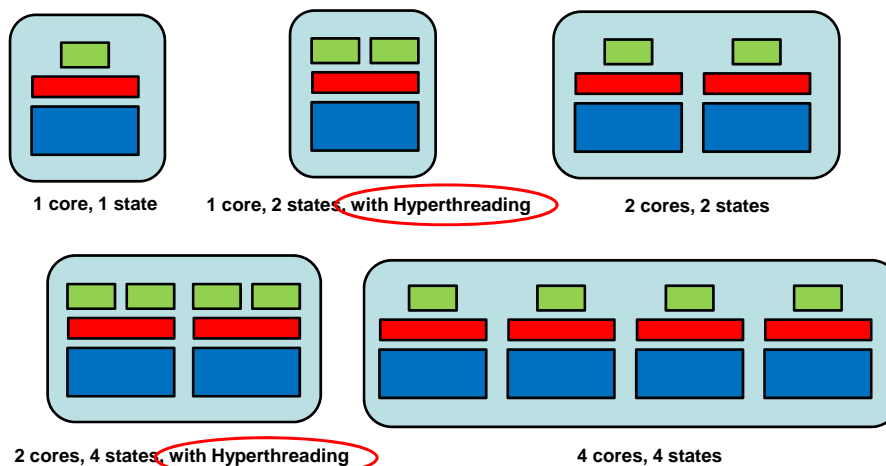 1 core, 1 state
1 core, 2 states, with Hyperthreading
2 cores, 2 states
2 cores, 4 states, with Hyperthreading
4 cores, 4 states